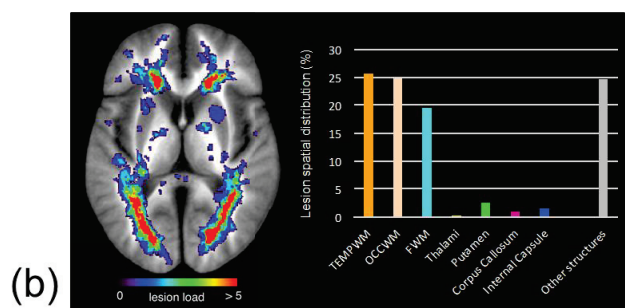 (b)
0 lesion load > 5
Lesion spatial distribution (%)
30
25
20
15
10
5
0
TEMPWM
OCCWM
FWM
Thalami
Putamen
Corpus Callosum
Internal Capsule
Other structures